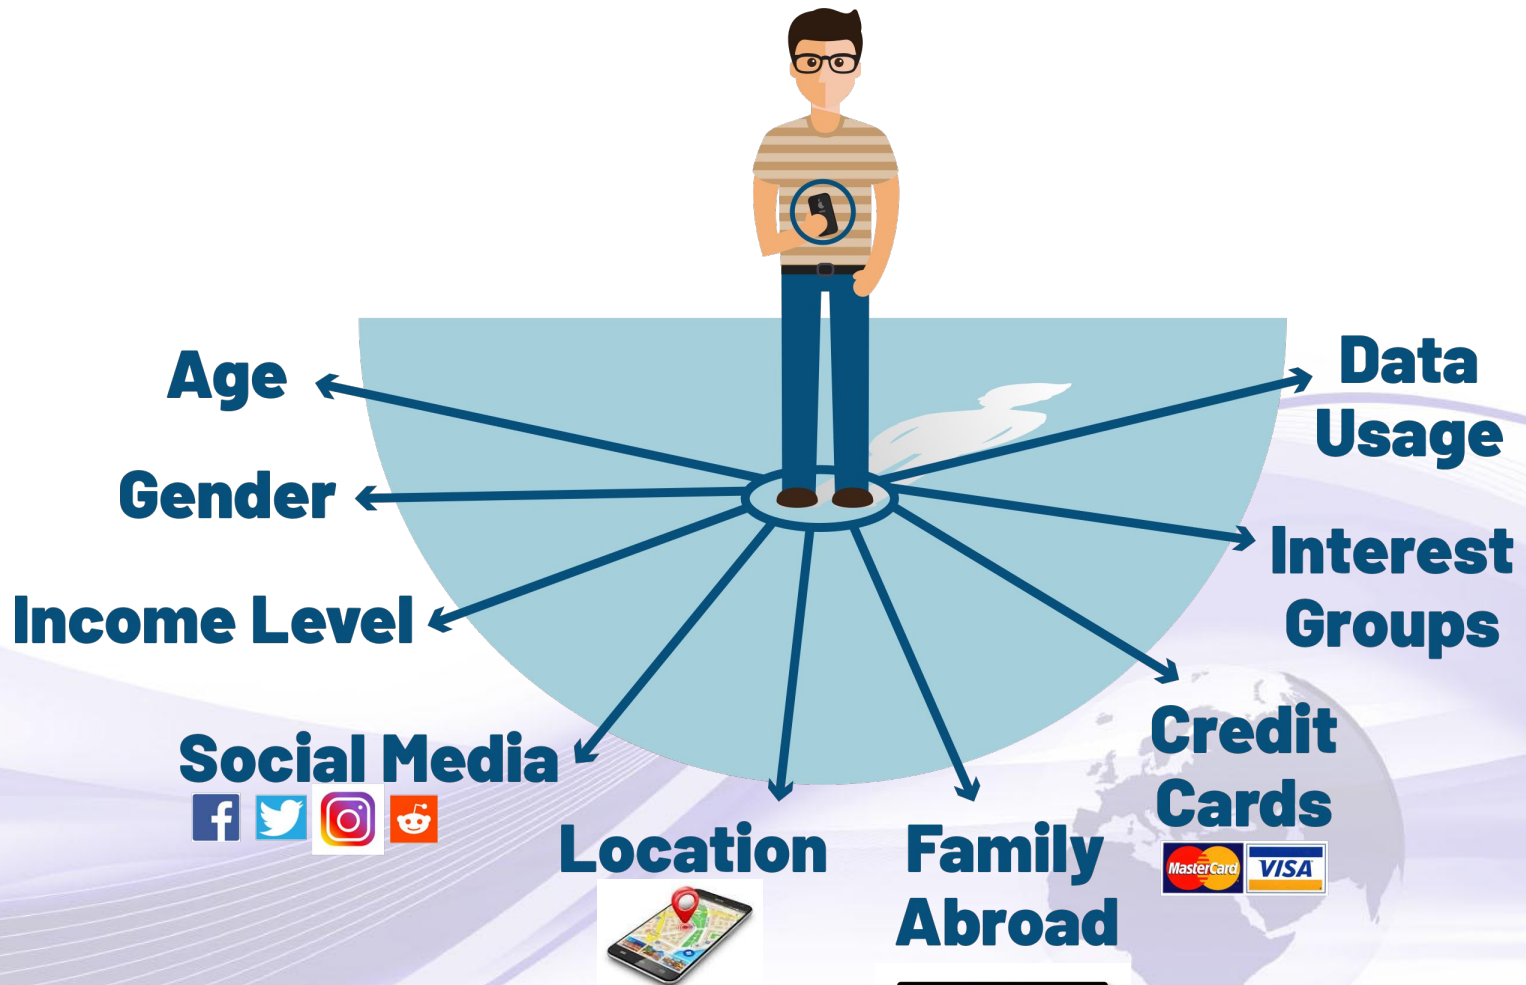 Age
Gender
Income Level
Social Media
Location
Family
Abroad
Credit
Cards
MasterCard
VISA
Interest
Groups
Data
Usage